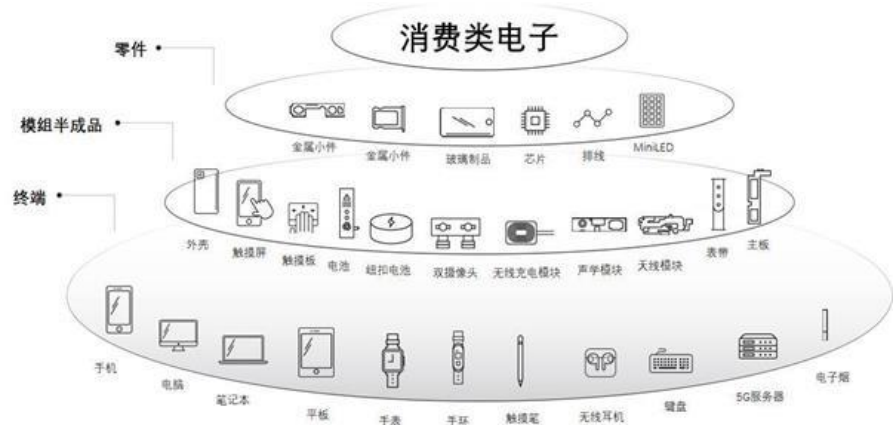 消费类电子
零件
金属小件 金属小件 玻璃制品 芯片 排线 MiniLED
模组半成品
外壳 触摸屏 触摸板 电池 纽扣电池 双摄像头 无线充电模块 声学模块 天线模块 表带 主板
终端
手机 电脑 笔记本 平板 手表 手环 触摸笔 无线耳机 键盘 5G服务器 电子烟